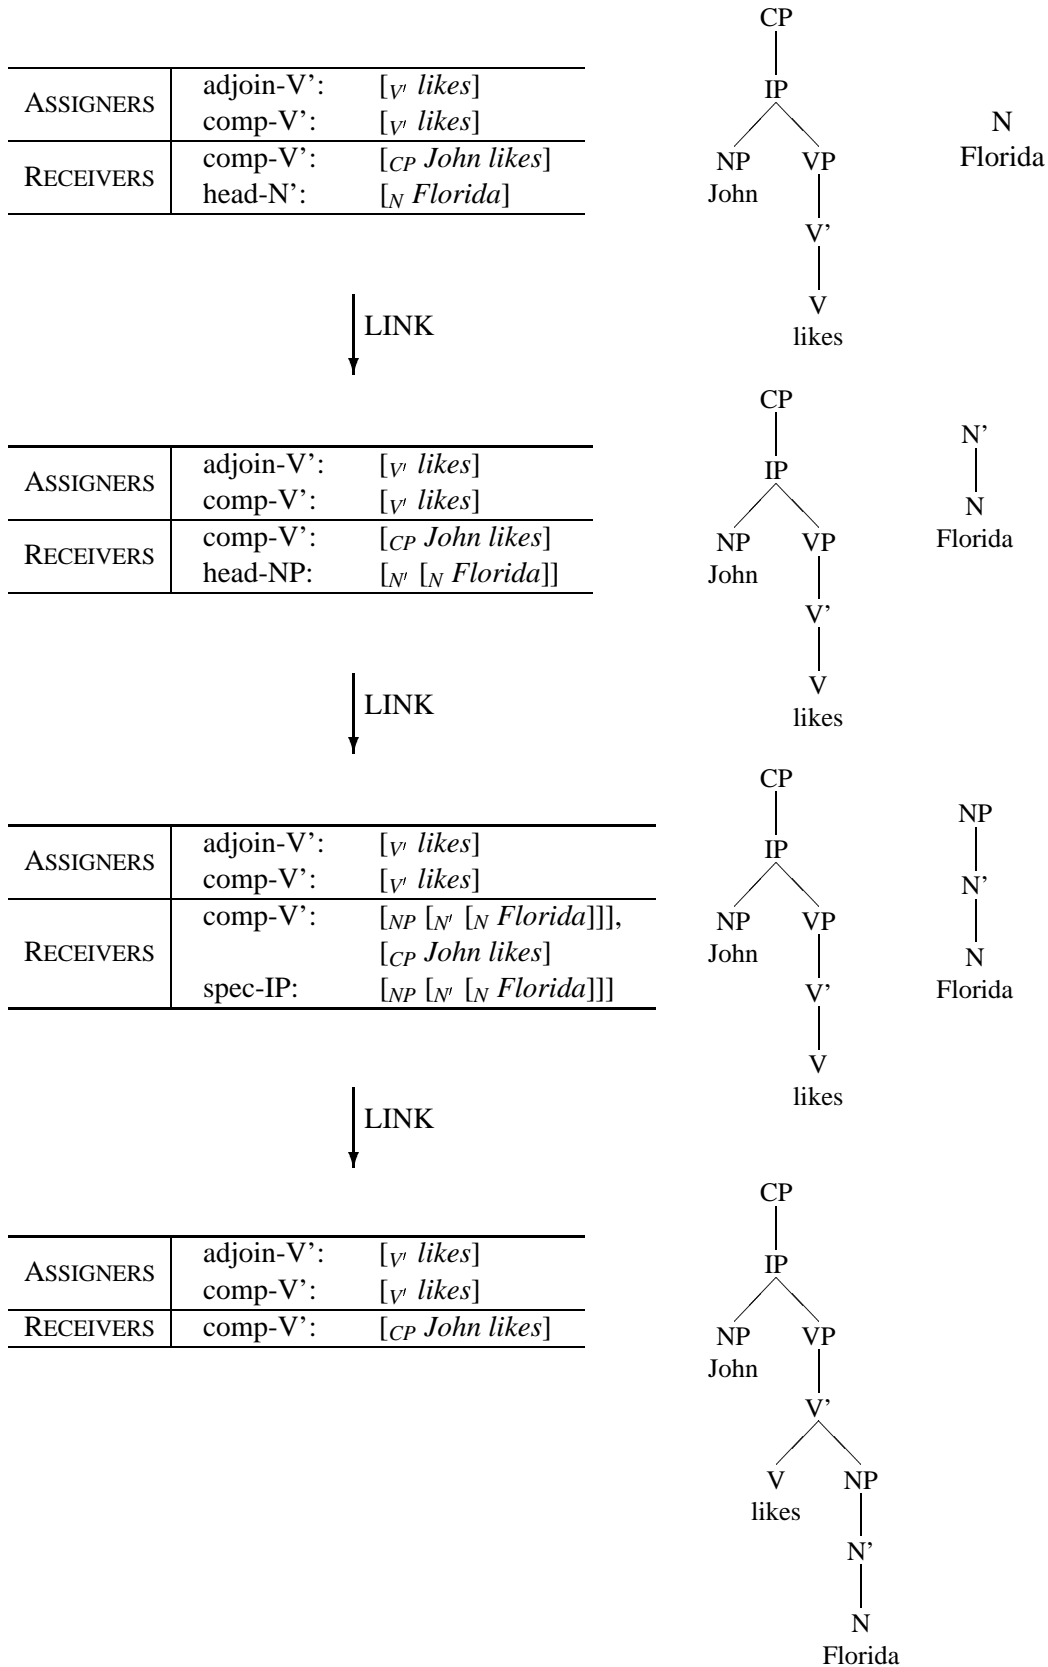 CP
IP
NP VP
John
V'
V
likes
N
Florida
ASSIGNERS adjoin-V’: [V′ likes]
comp-V’: [V′ likes]
RECEIVERS comp-V’: [CP John likes]
head-N’: [N Florida]
LINK
CP
IP
NP VP
John
V’
V
likes
N’
N
Florida
ASSIGNERS adjoin-V’: [V′ likes]
comp-V’: [V′ likes]
RECEIVERS comp-V’: [CP John likes]
head-NP: [N′ [N Florida]]
LINK
CP
IP
NP VP
John
V’
V
likes
NP
N’
N
Florida
ASSIGNERS adjoin-V’: [V′ likes]
comp-V’: [V′ likes]
RECEIVERS comp-V’: [NP [N′ [N Florida]]],
[CP John likes]
spec-IP: [NP [N′ [N Florida]]]
LINK
CP
IP
NP VP
John
V’
V NP
likes
N’
N
Florida
ASSIGNERS adjoin-V’: [V′ likes]
comp-V’: [V′ likes]
RECEIVERS comp-V’: [CP John likes]